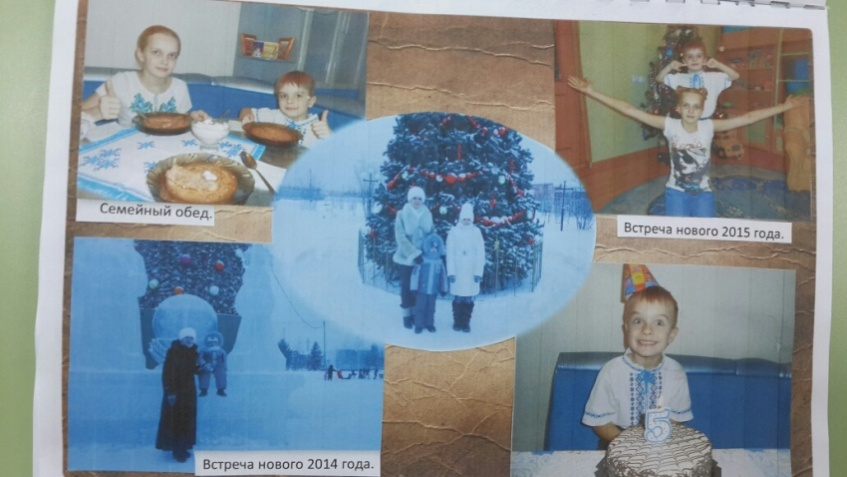 Семейный обед.
Встреча нового 2015 года.
Встреча нового 2014 года.
5